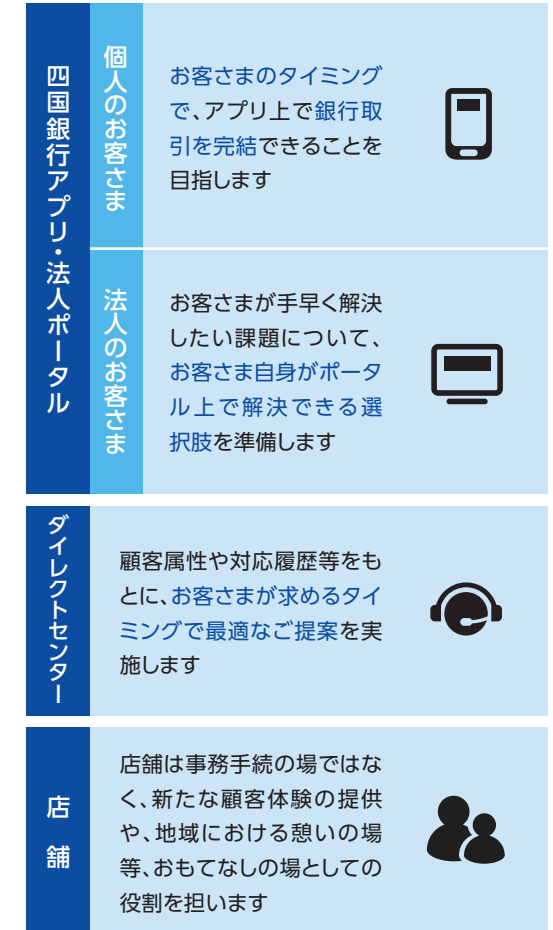 四国銀行アプリ・法人ポータル
個人のお客さま
お客さまのタイミング
で、アプリ上で銀行取
引を完結できることを
目指します
法人のお客さま
お客さまが手早く解決
したい課題について、
お客さま自身がポータ
ル上で解決できる選
択肢を準備します
ダイレクトセンター
顧客属性や対応履歴等をも
とに、お客さまが求めるタイ
ミングで最適なご提案を実
施します
店舗
店舗は事務手続の場ではな
く、新たな顧客体験の提供
や、地域における憩いの場
等、おもてなしの場としての
役割を担います